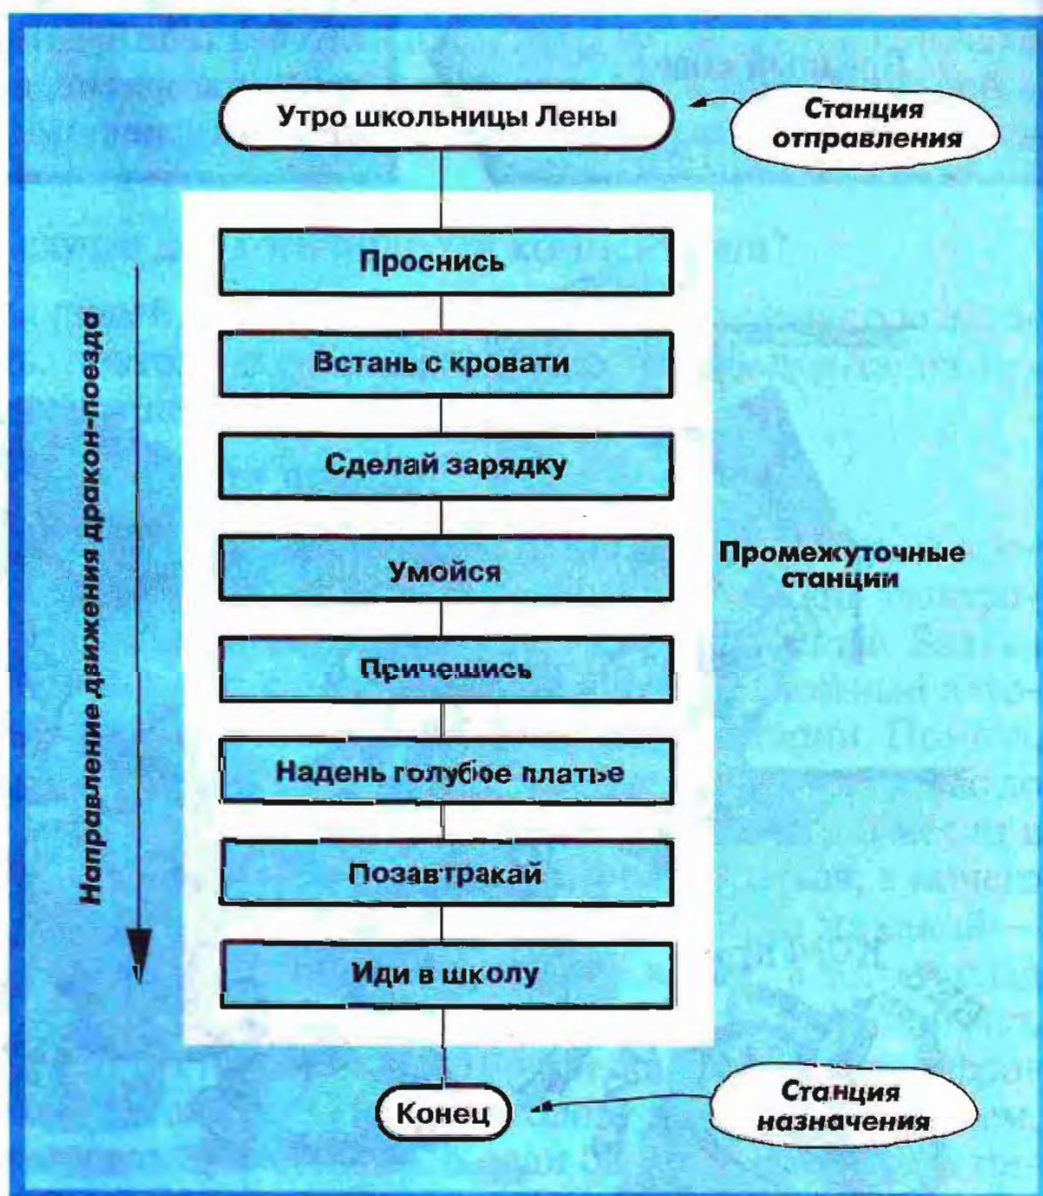 Утро школьницы Лены
Станция
отправления
Проснись
Встань с кровати
Сделай зарядку
Умойся
Причешись
Надень голубое платье
Позавтракай
Иди в школу
Конец
Направление движения дракон-поезда
Промежуточные
станции
Станция
назначения